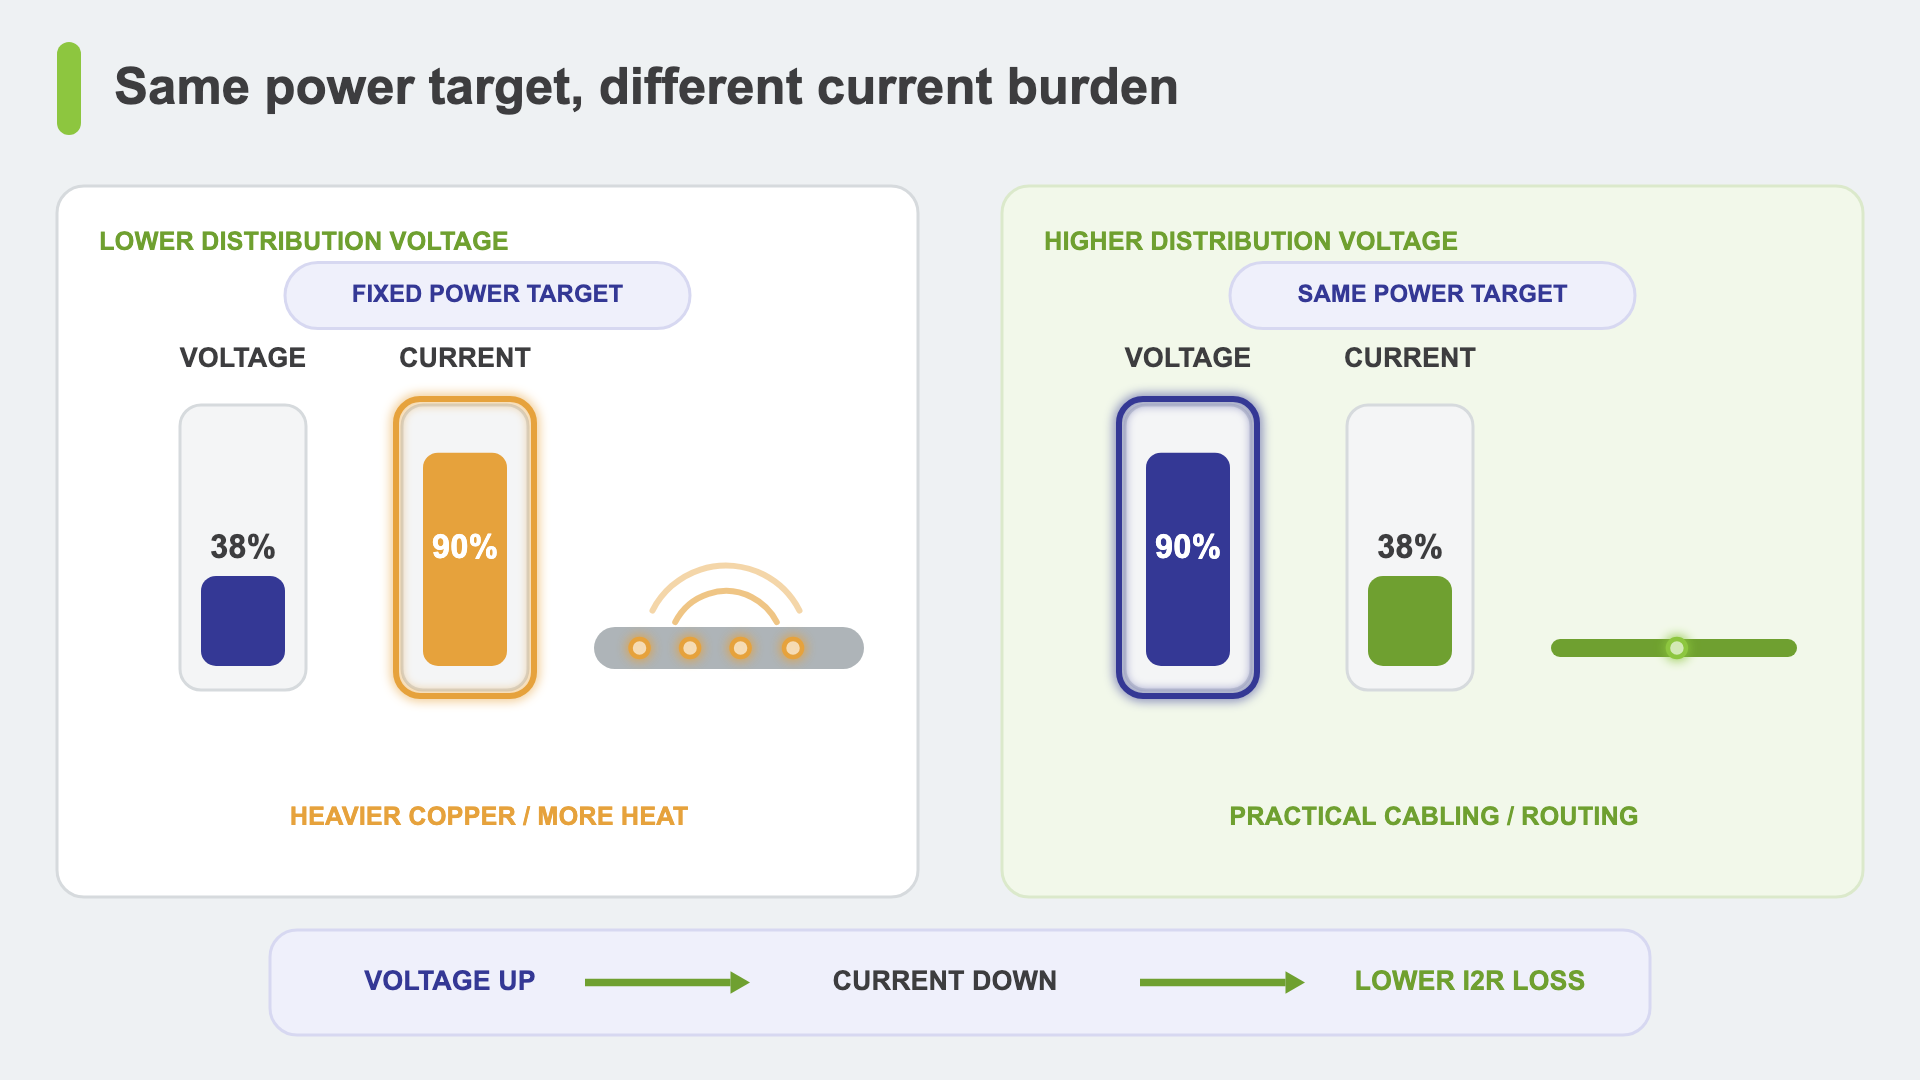 Same power target, different current burden
LOWER DISTRIBUTION VOLTAGE
FIXED POWER TARGET
VOLTAGE
CURRENT
38%
90%
HEAVIER COPPER / MORE HEAT
HIGHER DISTRIBUTION VOLTAGE
SAME POWER TARGET
VOLTAGE
CURRENT
90%
38%
PRACTICAL CABLING / ROUTING
VOLTAGE UP
CURRENT DOWN
LOWER I2R LOSS